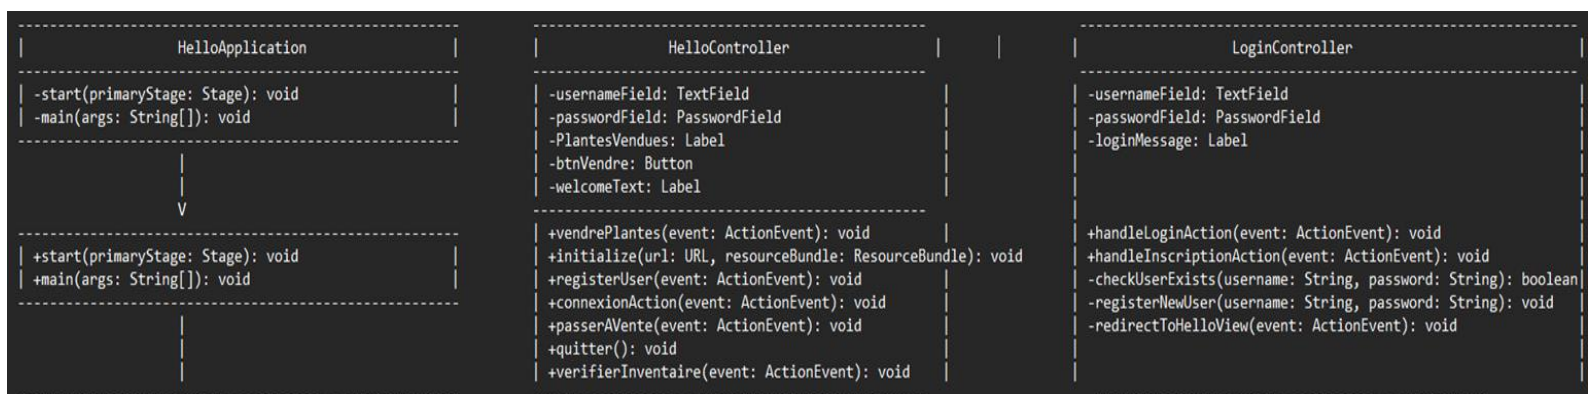 HelloApplication
-start(primaryStage: Stage): void
-main(args: String[]): void
V
+start(primaryStage: Stage): void
+main(args: String[]): void
HelloController
-usernameField: TextField
-passwordField: PasswordField
-PlantesVendues: Label
-btnVendre: Button
-welcomeText: Label
+vendrePlantes(event: ActionEvent): void
+initialize(url: URL, resourceBundle: ResourceBundle): void
+registerUser(event: ActionEvent): void
+connexionAction(event: ActionEvent): void
+passerAVente(event: ActionEvent): void
+quitter(): void
+verifierInventaire(event: ActionEvent): void
LoginController
-usernameField: TextField
-passwordField: PasswordField
-loginMessage: Label
+handleLoginAction(event: ActionEvent): void
+handleInscriptionAction(event: ActionEvent): void
-checkUserExists(username: String, password: String): boolean
-registerNewUser(username: String, password: String): void
-redirectToHelloView(event: ActionEvent): void